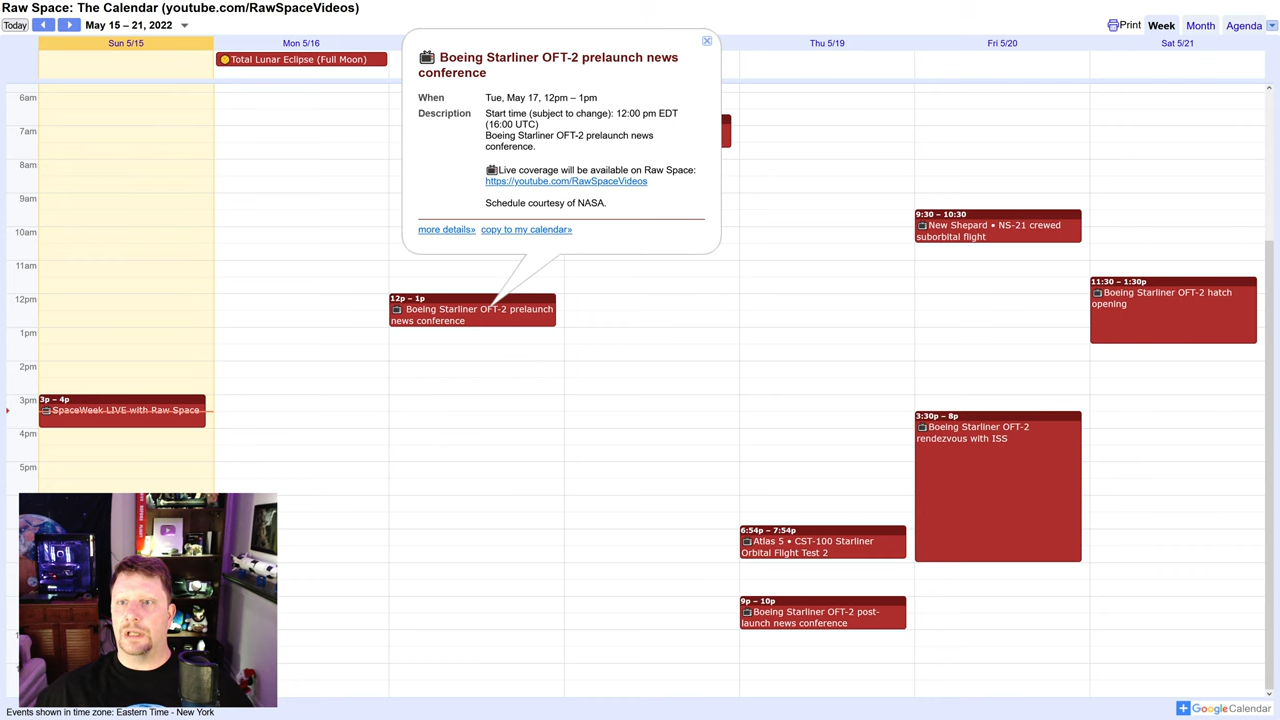 Raw Space: The Calendar (youtube.com/RawSpaceVideos)
Today
May 15 – 21, 2022
Print
Week
Month
Agenda
Sun 5/15
Mon 5/16
Thu 5/19
Fri 5/20
Sat 5/21
Total Lunar Eclipse (Full Moon)
Boeing Starliner OFT-2 prelaunch news
conference
When
Tue, May 17, 12pm – 1pm
Description
Start time (subject to change): 12:00 pm EDT
(16:00 UTC)
Boeing Starliner OFT-2 prelaunch news
conference.
Live coverage will be available on Raw Space:
https://youtube.com/RawSpaceVideos
Schedule courtesy of NASA.
more details» copy to my calendar»
6am
7am
8am
9am
10am
11am
12pm
1pm
2pm
3pm
4pm
5pm
3p – 4p
SpaceWeek LIVE with Raw Space
12p – 1p
Boeing Starliner OFT-2 prelaunch
news conference
6:54p – 7:54p
Atlas 5 • CST-100 Starliner
Orbital Flight Test 2
9p – 10p
Boeing Starliner OFT-2 post-
launch news conference
9:30 – 10:30
New Shepard • NS-21 crewed
suborbital flight
3:30p – 8p
Boeing Starliner OFT-2
rendezvous with ISS
11:30 – 1:30p
Boeing Starliner OFT-2 hatch
opening
Events shown in time zone: Eastern Time - New York
Google Calendar